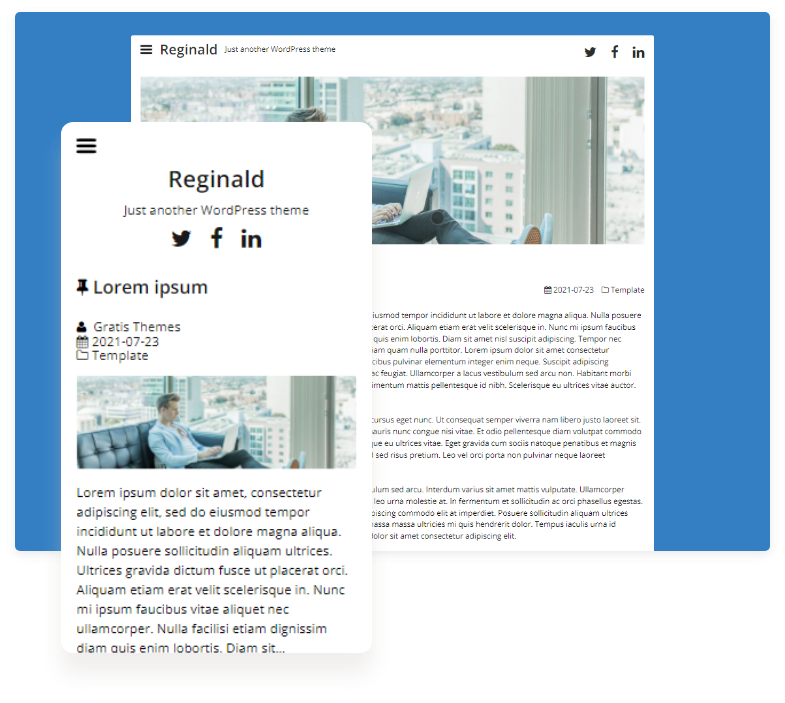 Reginald Just another WordPress theme
2021-07-23 Template
eiusmod tempor incididunt ut labore et dolore magna aliqua. Nulla posuere
erat orci. Aliquam etiam erat velit scelerisque in. Nunc mi ipsum faucibus
quis enim lobortis. Diam sit amet nisl suscipit adipiscing. Tempor nec
quam nulla porttitor. Lorem ipsum dolor sit amet consectetur
pulvinar elementum integer enim neque. Suscipit adipiscing
ac feugiat. Ullamcorper a lacus vestibulum sed arcu non. Habitant morbi
mattis pellentesque id nibh. Scelerisque eu ultrices vitae auctor.
cursus eget nunc. Ut consequat semper viverra nam libero justo laoreet sit.
mauris nunc congue nisi vitae. Et odio pellentesque diam volutpat commodo
eu ultrices vitae. Eget gravida cum sociis natoque penatibus et magnis
sed risus pretium. Leo vel orci porta non pulvinar neque laoreet
sed arcu. Interdum varius sit amet mattis vulputate. Ullamcorper
leo urna molestie at. In fermentum et sollicitudin ac orci phasellus egestas.
adipiscing commodo elit at imperdiet. Posuere sollicitudin aliquam ultrices
massa massa ultricies mi quis hendrerit dolor. Tempus iaculis urna id
dolor sit amet consectetur adipiscing elit.
Reginald
Just another WordPress theme
Lorem ipsum
Gratis Themes
2021-07-23
Template
Lorem ipsum dolor sit amet, consectetur
adipiscing elit, sed do eiusmod tempor
incididunt ut labore et dolore magna aliqua.
Nulla posuere sollicitudin aliquam ultrices.
Ultrices gravida dictum fusce ut placerat orci.
Aliquam etiam erat velit scelerisque in. Nunc
mi ipsum faucibus vitae aliquet nec
ullamcorper. Nulla facilisi etiam dignissim
diam quis enim lobortis. Diam sit...